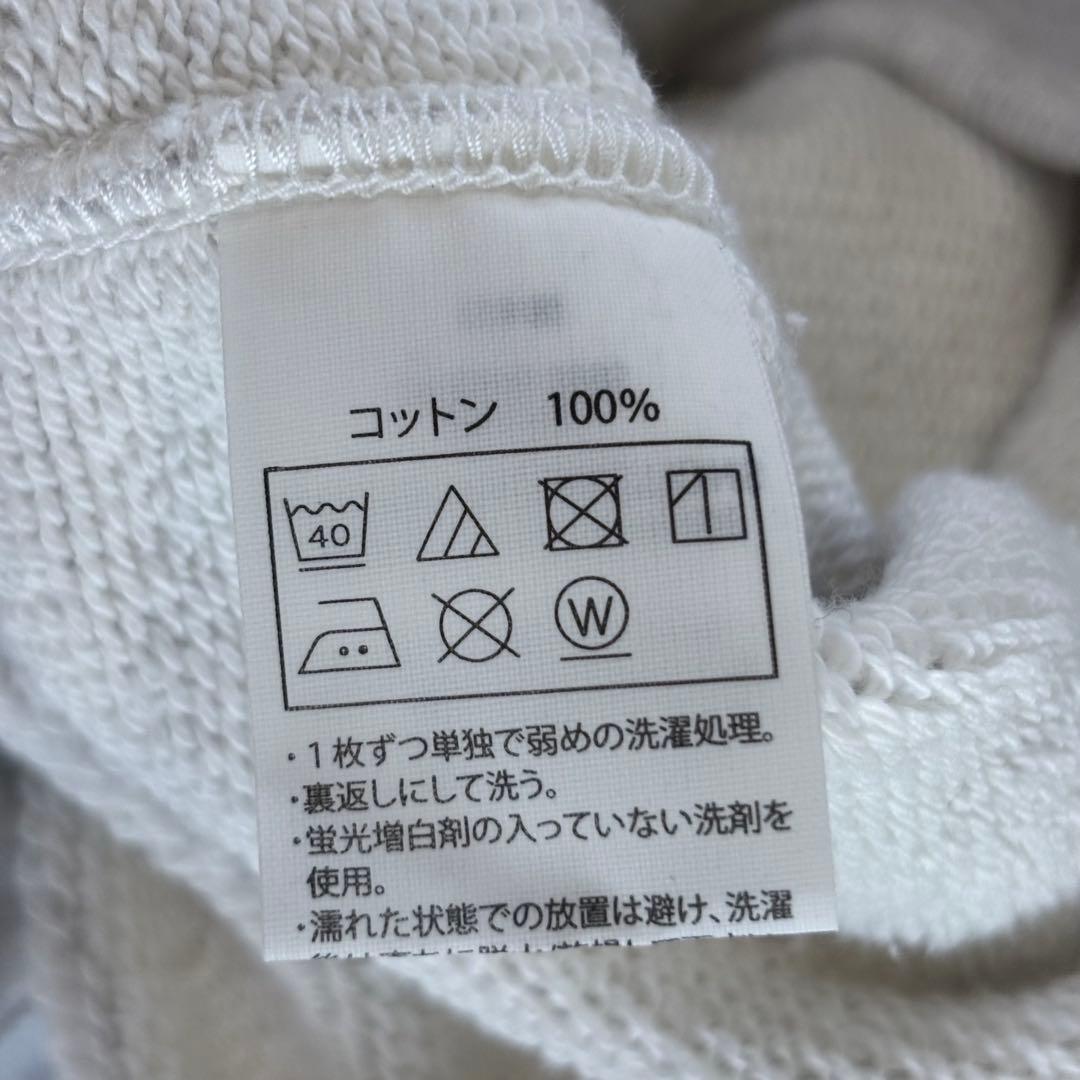 コットン 100%
40
W
・1枚ずつ単独で弱めの洗濯処理。
・裏返しにして洗う。
・蛍光増白剤の入っていない洗剤を
使用。
・濡れた状態での放置は避け、洗濯